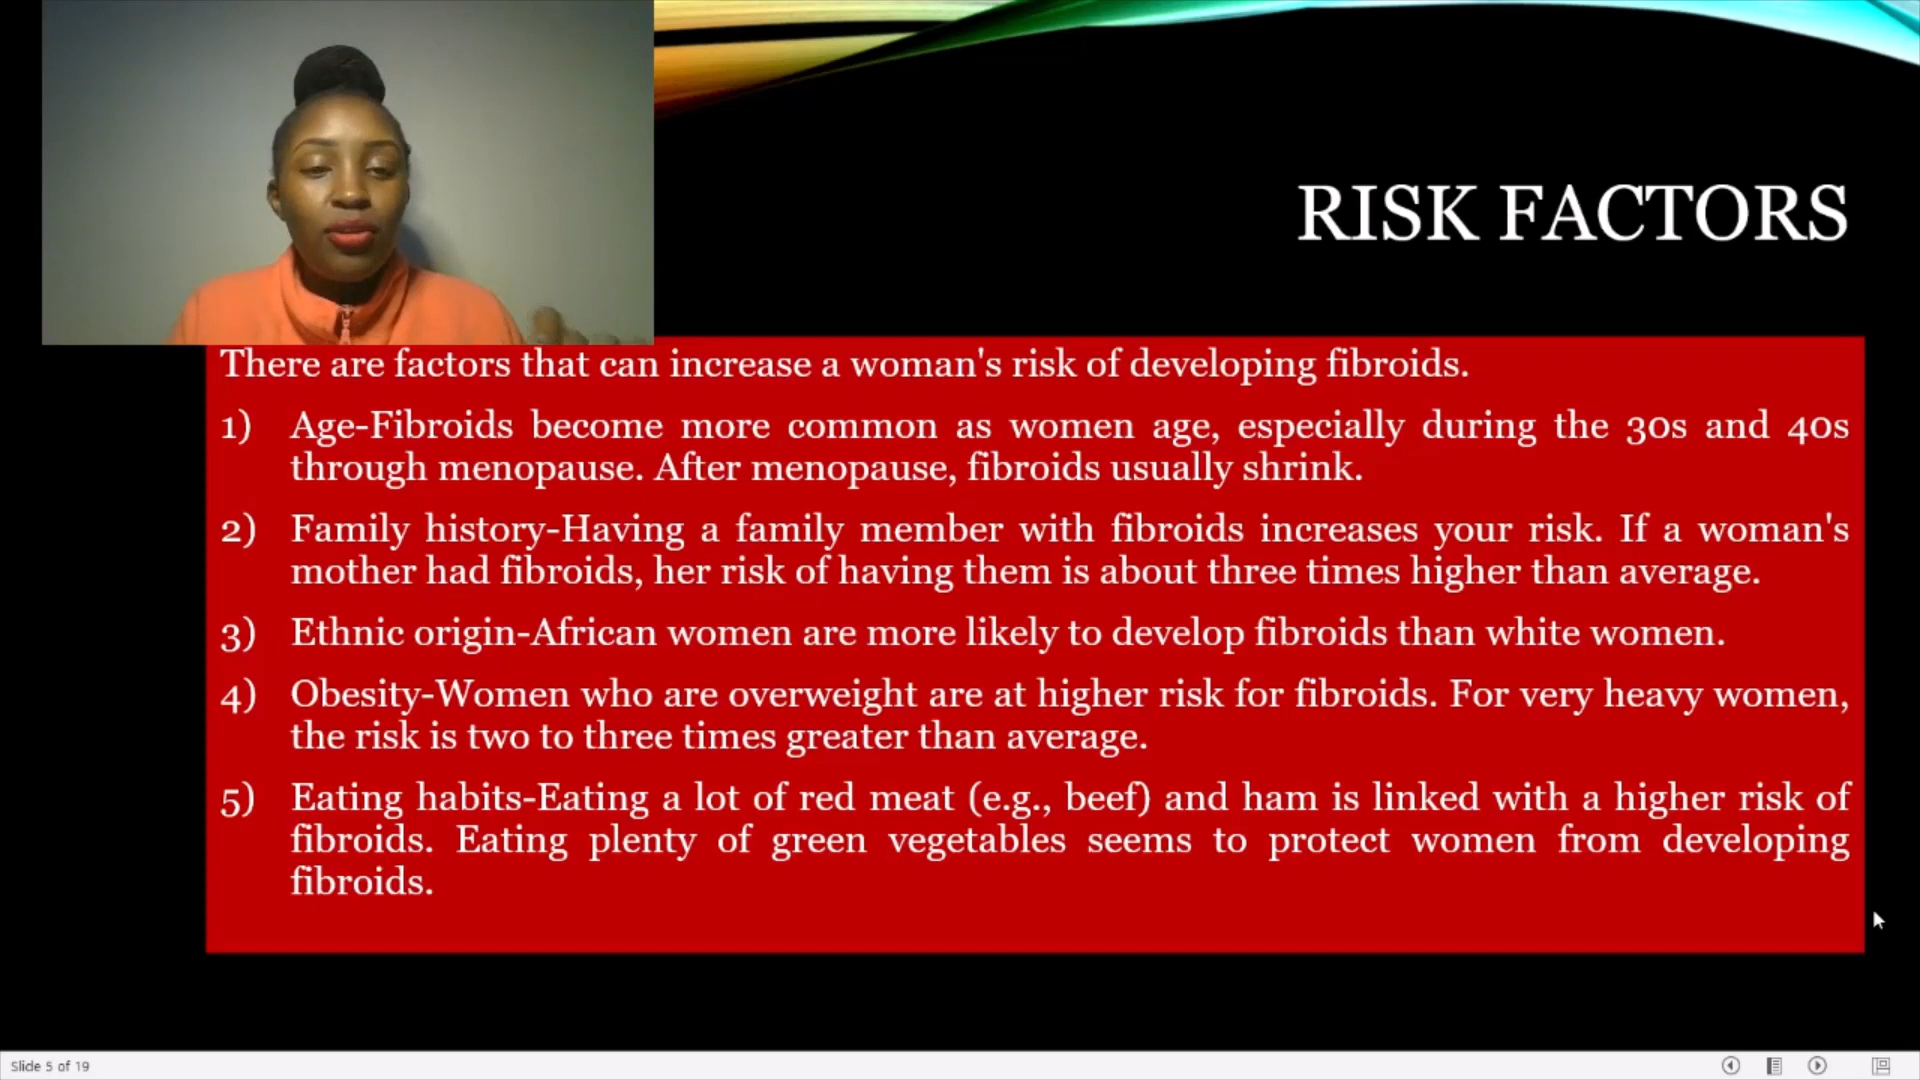 RISK FACTORS
There are factors that can increase a woman's risk of developing fibroids.
1) Age-Fibroids become more common as women age, especially during the 30s and 40s
through menopause. After menopause, fibroids usually shrink.
2) Family history-Having a family member with fibroids increases your risk. If a woman's
mother had fibroids, her risk of having them is about three times higher than average.
3) Ethnic origin-African women are more likely to develop fibroids than white women.
4) Obesity-Women who are overweight are at higher risk for fibroids. For very heavy women,
the risk is two to three times greater than average.
5) Eating habits-Eating a lot of red meat (e.g., beef) and ham is linked with a higher risk of
fibroids. Eating plenty of green vegetables seems to protect women from developing
fibroids.
Slide 5 of 19